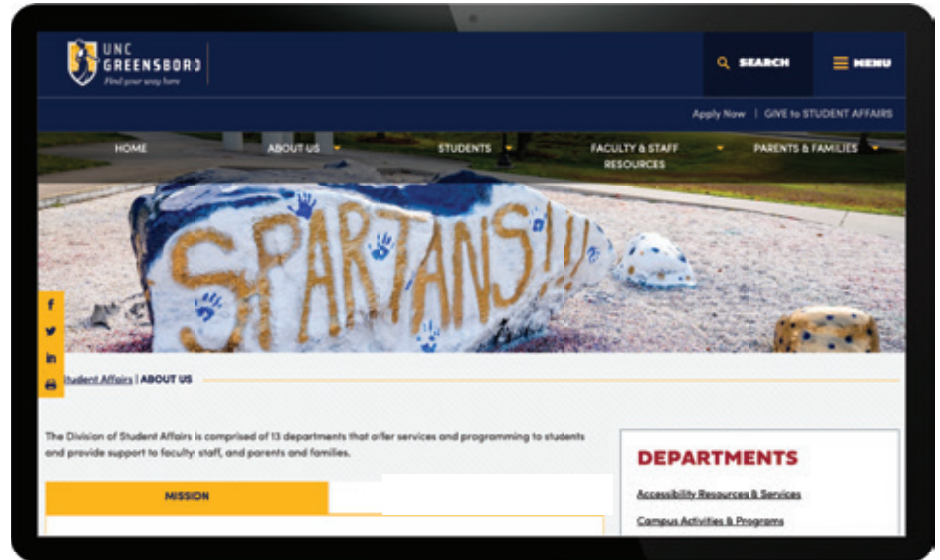 UNC
GREENSBORO
Find your way here
SEARCH
MENU
Apply Now | GIVE to STUDENT AFFAIRS
HOME
ABOUT US
STUDENTS
FACULTY & STAFF
RESOURCES
PARENTS & FAMILIES
SPARTANS!!!
f
in
Student Affairs | ABOUT US
The Division of Student Affairs is comprised of 13 departments that offer services and programming to students
and provide support to faculty staff, and parents and families.
MISSION
DEPARTMENTS
Accessibility Resources & Services
Campus Activities & Programs